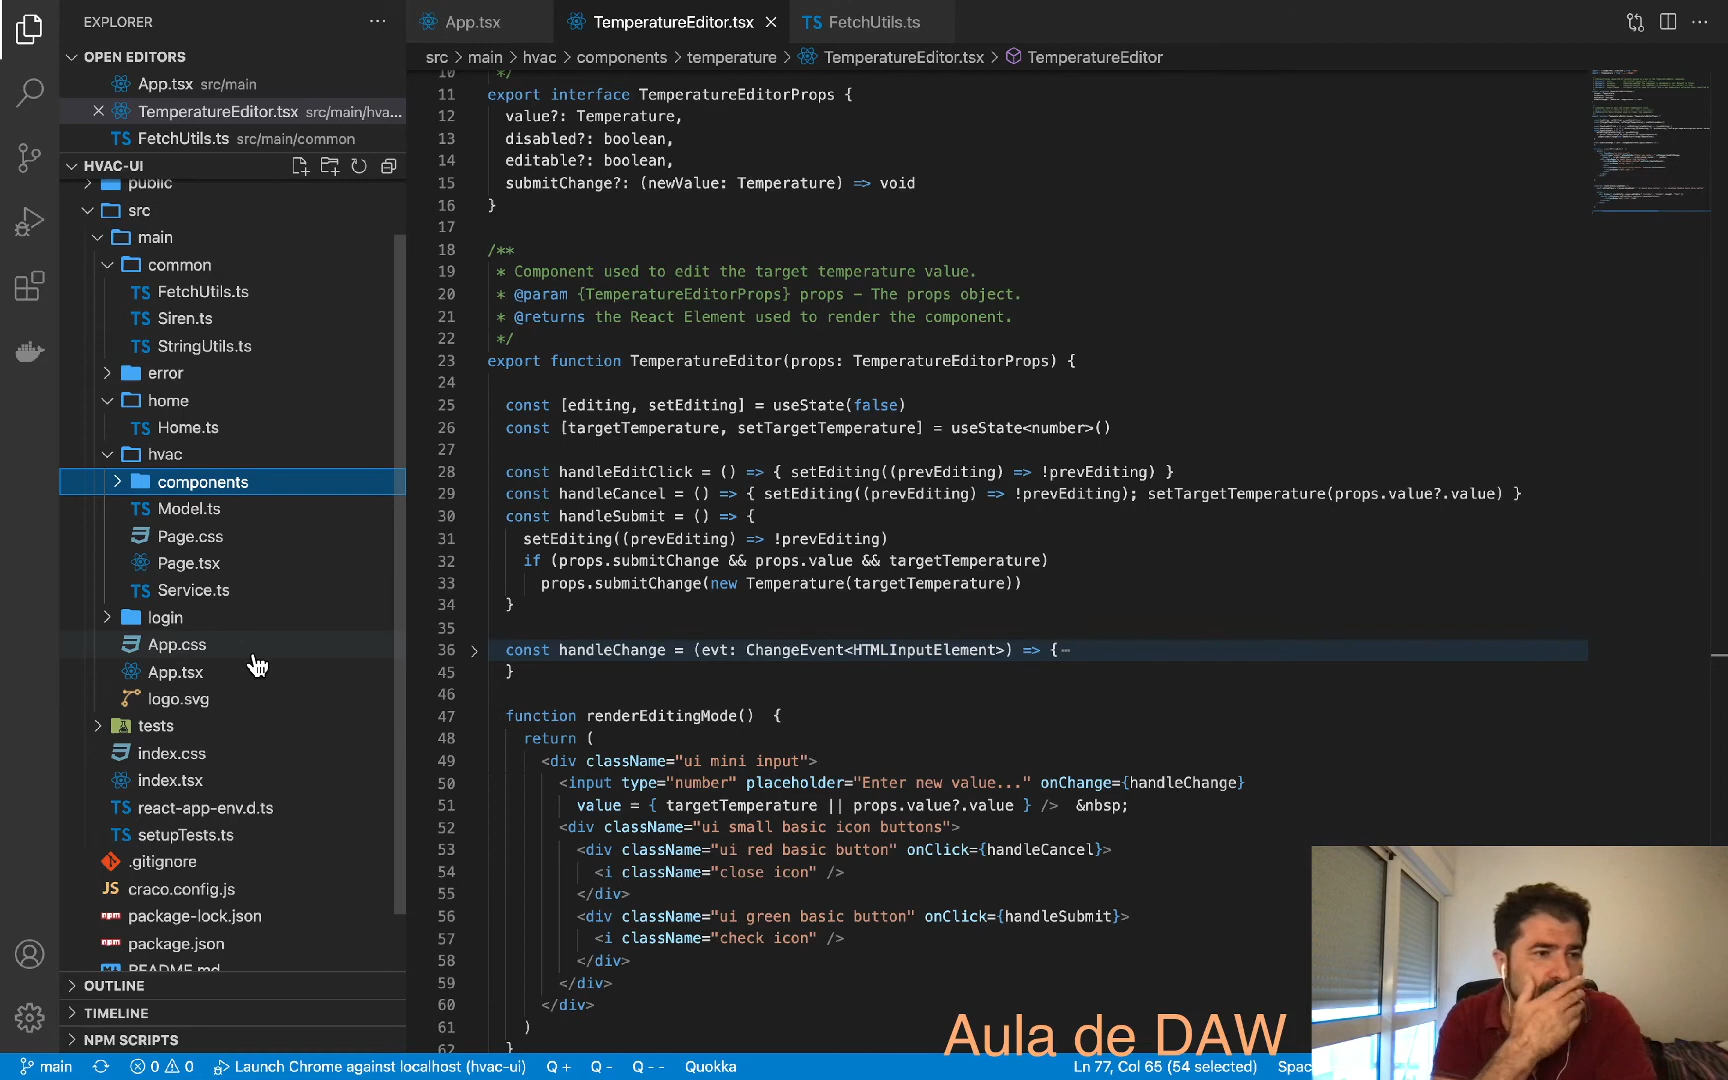 EXPLORER
OPEN EDITORS
App.tsx src/main
TemperatureEditor.tsx src/main/hva...
FetchUtils.ts src/main/common
HVAC-UI
public
src
main
common
FetchUtils.ts
Siren.ts
StringUtils.ts
error
home
Home.ts
hvac
components
Model.ts
Page.css
Page.tsx
Service.ts
login
App.css
App.tsx
logo.svg
tests
index.css
index.tsx
react-app-env.d.ts
setupTests.ts
.gitignore
craco.config.js
package-lock.json
package.json
README.md
OUTLINE
TIMELINE
NPM SCRIPTS
App.tsx TemperatureEditor.tsx FetchUtils.ts
src > main > hvac > components > temperature > TemperatureEditor.tsx > TemperatureEditor
10 */
11 export interface TemperatureEditorProps {
12 value?: Temperature,
13 disabled?: boolean,
14 editable?: boolean,
15 submitChange?: (newValue: Temperature) => void
16 }
17
18 /**
19 * Component used to edit the target temperature value.
20 * @param {TemperatureEditorProps} props - The props object.
21 * @returns the React Element used to render the component.
22 */
23 export function TemperatureEditor(props: TemperatureEditorProps) {
24
25 const [editing, setEditing] = useState(false)
26 const [targetTemperature, setTargetTemperature] = useState<number>()
27
28 const handleEditClick = () => { setEditing((prevEditing) => !prevEditing) }
29 const handleCancel = () => { setEditing((prevEditing) => !prevEditing); setTargetTemperature(props.value?.value) }
30 const handleSubmit = () => {
31 setEditing((prevEditing) => !prevEditing)
32 if (props.submitChange && props.value && targetTemperature)
33 props.submitChange(new Temperature(targetTemperature))
34 }
35
36 const handleChange = (evt: ChangeEvent<HTMLInputElement>) => {⋯
45 }
46
47 function renderEditingMode() {
48 return (
49 <div className="ui mini input">
50 <input type="number" placeholder="Enter new value..." onChange={handleChange}
51 value = { targetTemperature || props.value?.value } /> &nbsp;
52 <div className="ui small basic icon buttons">
53 <div className="ui red basic button" onClick={handleCancel}>
54 <i className="close icon" />
55 </div>
56 <div className="ui green basic button" onClick={handleSubmit}>
57 <i className="check icon" />
58 </div>
59 </div>
60 </div>
61 )
62 }
Aula de DAW
main 0 0 Launch Chrome against localhost (hvac-ui) Q + Q - Q - - Quokka Ln 77, Col 65 (54 selected) Spac